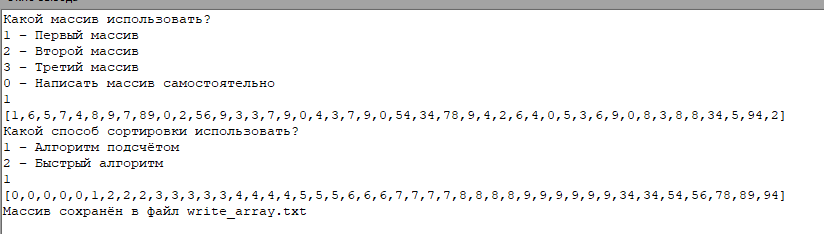 Какой массив использовать?
1 - Первый массив
2 - Второй массив
3 - Третий массив
0 - Написать массив самостоятельно
1
[1,6,5,7,4,8,9,7,89,0,2,56,9,3,3,7,9,0,4,3,7,9,0,54,34,78,9,4,2,6,4,0,5,3,6,9,0,8,3,8,8,34,5,94,2]
Какой способ сортировки использовать?
1 - Алгоритм подсчётом
2 - Быстрый алгоритм
1
[0,0,0,0,0,1,2,2,2,3,3,3,3,3,4,4,4,4,5,5,5,6,6,6,7,7,7,7,8,8,8,8,9,9,9,9,9,9,34,34,54,56,78,89,94]
Массив сохранён в файл write_array.txt